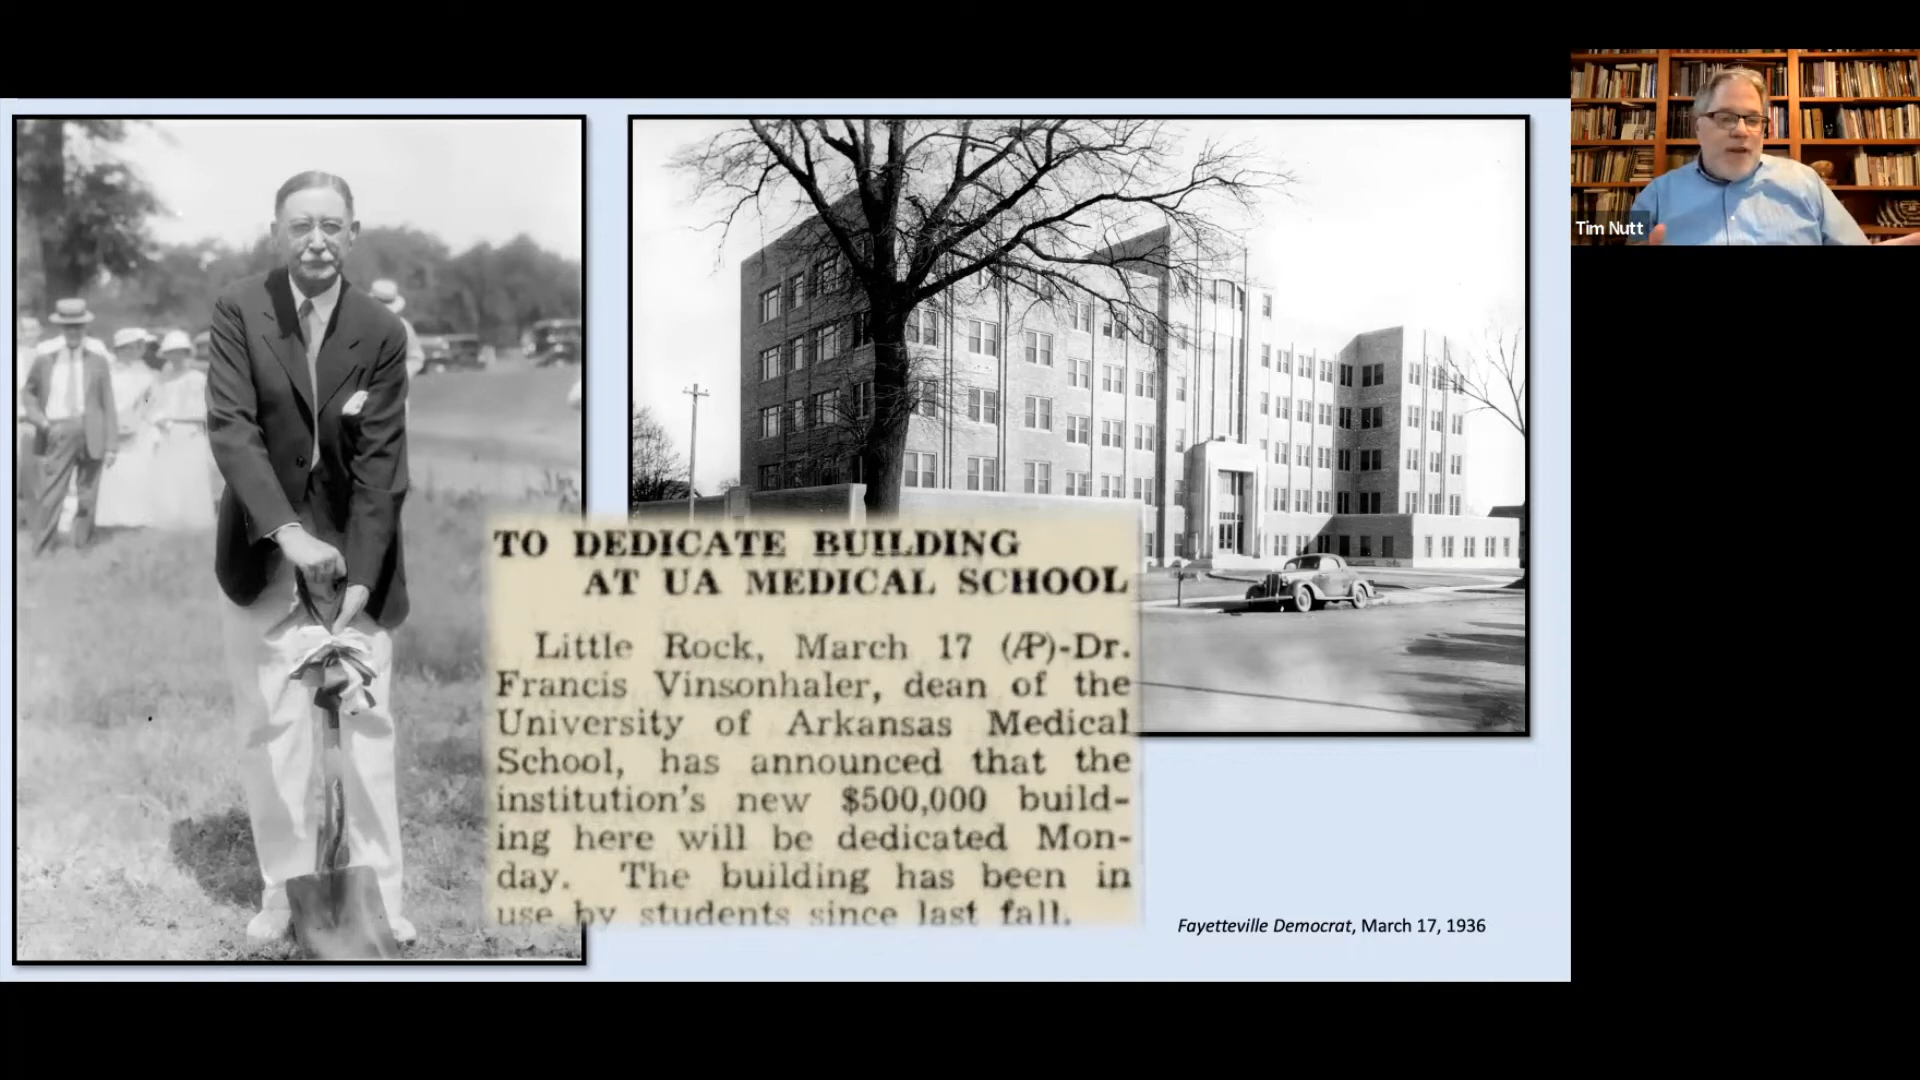 Tim Nutt
TO DEDICATE BUILDING
AT UA MEDICAL SCHOOL
Little Rock, March 17 (AP)-Dr.
Francis Vinsonhaler, dean of the
University of Arkansas Medical
School, has announced that the
institution's new $500,000 build-
ing here will be dedicated Mon-
day. The building has been in
use by students since last fall.
Fayetteville Democrat, March 17, 1936